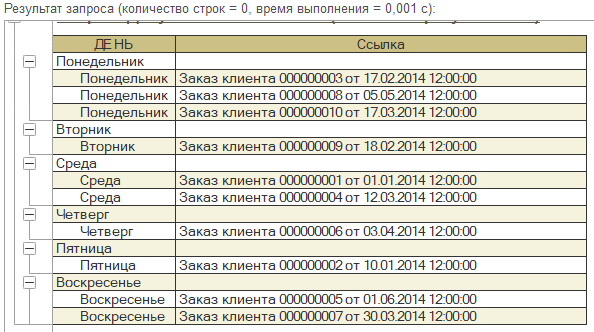 Результат запроса (количество строк = 0, время выполнения = 0,001 с):
ДЕНЬ Ссылка
Понедельник
Понедельник Заказ клиента 000000003 от 17.02.2014 12:00:00
Понедельник Заказ клиента 000000008 от 05.05.2014 12:00:00
Понедельник Заказ клиента 000000010 от 17.03.2014 12:00:00
Вторник
Вторник Заказ клиента 000000009 от 18.02.2014 12:00:00
Среда
Среда Заказ клиента 000000001 от 01.01.2014 12:00:00
Среда Заказ клиента 000000004 от 12.03.2014 12:00:00
Четверг
Четверг Заказ клиента 000000006 от 03.04.2014 12:00:00
Пятница
Пятница Заказ клиента 000000002 от 10.01.2014 12:00:00
Воскресенье
Воскресенье Заказ клиента 000000005 от 01.06.2014 12:00:00
Воскресенье Заказ клиента 000000007 от 30.03.2014 12:00:00